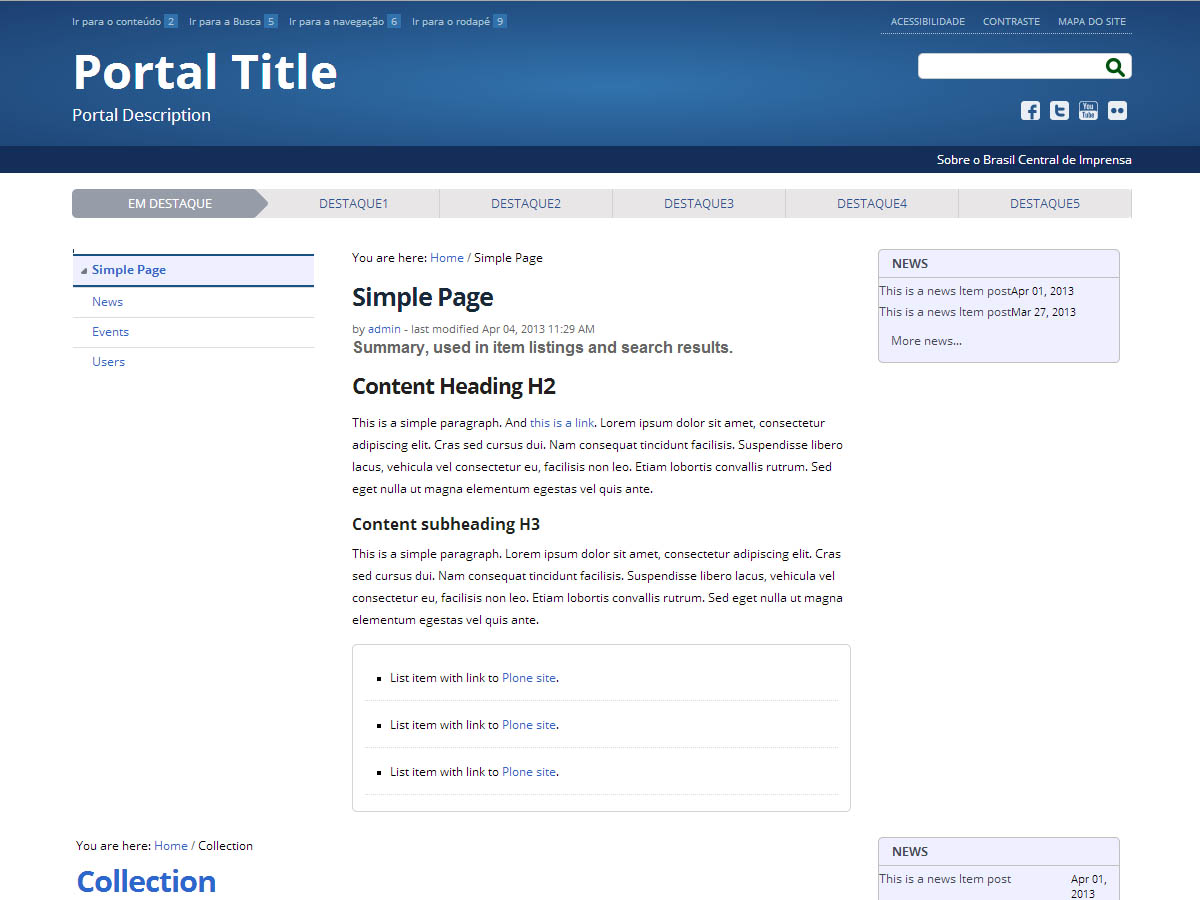 Ir para o conteúdo 2 Ir para a Busca 5 Ir para a navegação 6 Ir para o rodapé 9
ACESSIBILIDADE CONTRASTE MAPA DO SITE
Portal Title
Portal Description
You Tube
Sobre o Brasil Central de Imprensa
EM DESTAQUE DESTAQUE1 DESTAQUE2 DESTAQUE3 DESTAQUE4 DESTAQUE5
Simple Page
News
Events
Users
You are here: Home / Simple Page
Simple Page
by admin - last modified Apr 04, 2013 11:29 AM
Summary, used in item listings and search results.
Content Heading H2
This is a simple paragraph. And this is a link. Lorem ipsum dolor sit amet, consectetur
adipiscing elit. Cras sed cursus dui. Nam consequat tincidunt facilisis. Suspendisse libero
lacus, vehicula vel consectetur eu, facilisis non leo. Etiam lobortis convallis rutrum. Sed
eget nulla ut magna elementum egestas vel quis ante.
Content subheading H3
This is a simple paragraph. Lorem ipsum dolor sit amet, consectetur adipiscing elit. Cras
sed cursus dui. Nam consequat tincidunt facilisis. Suspendisse libero lacus, vehicula vel
consectetur eu, facilisis non leo. Etiam lobortis convallis rutrum. Sed eget nulla ut magna
elementum egestas vel quis ante.
List item with link to Plone site.
List item with link to Plone site.
List item with link to Plone site.
NEWS
This is a news Item postApr 01, 2013
This is a news Item postMar 27, 2013
More news...
You are here: Home / Collection
Collection
NEWS
This is a news Item post Apr 01,
2013